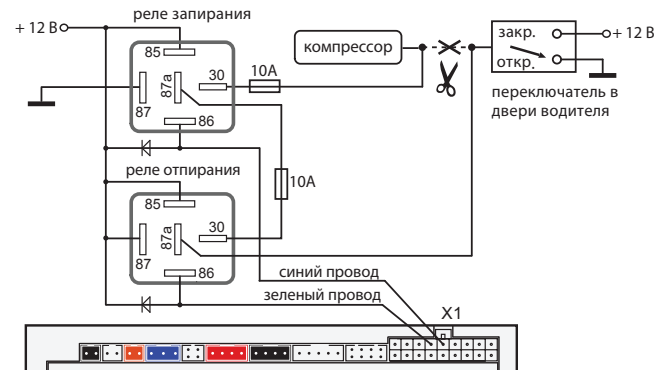 реле запирания
+ 12 В
85
30
87а
87
86
10А
компрессор
закр.
откр.
+ 12 В
переключатель в
двери водителя
10А
реле отпирания
85
30
87а
87
86
синий провод
зеленый провод
X1